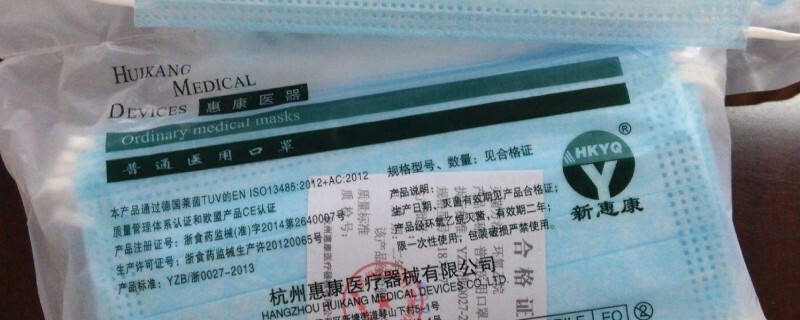 HUIKANG
MEDICAL
DEVICES 惠康医器
Ordinary medical masks
普通医用口罩
本产品通过德国莱茵TUV的EN ISO13485:2012+AC:2012
质量管理体系认证和欧盟产品CE认证
产品注册证号：浙食药监械(准)字2014第2640007号
生产许可证号：浙食药监械生产许20120065号
产品标准：YZB/浙0027-2013
规格型号、数量：见合格证
产品说明：
生产日期、灭菌有效期见产品合格证；
产品经环氧乙烷灭菌，有效期二年；
限一次性使用；包装破损严禁使用。
HKYQ
®
新惠康
合格证
质量标准
质检号：
杭州惠康医疗器械有限公司
HANGZHOU HUIKANG MEDICAL DEVICES CO.,LTD.
EO